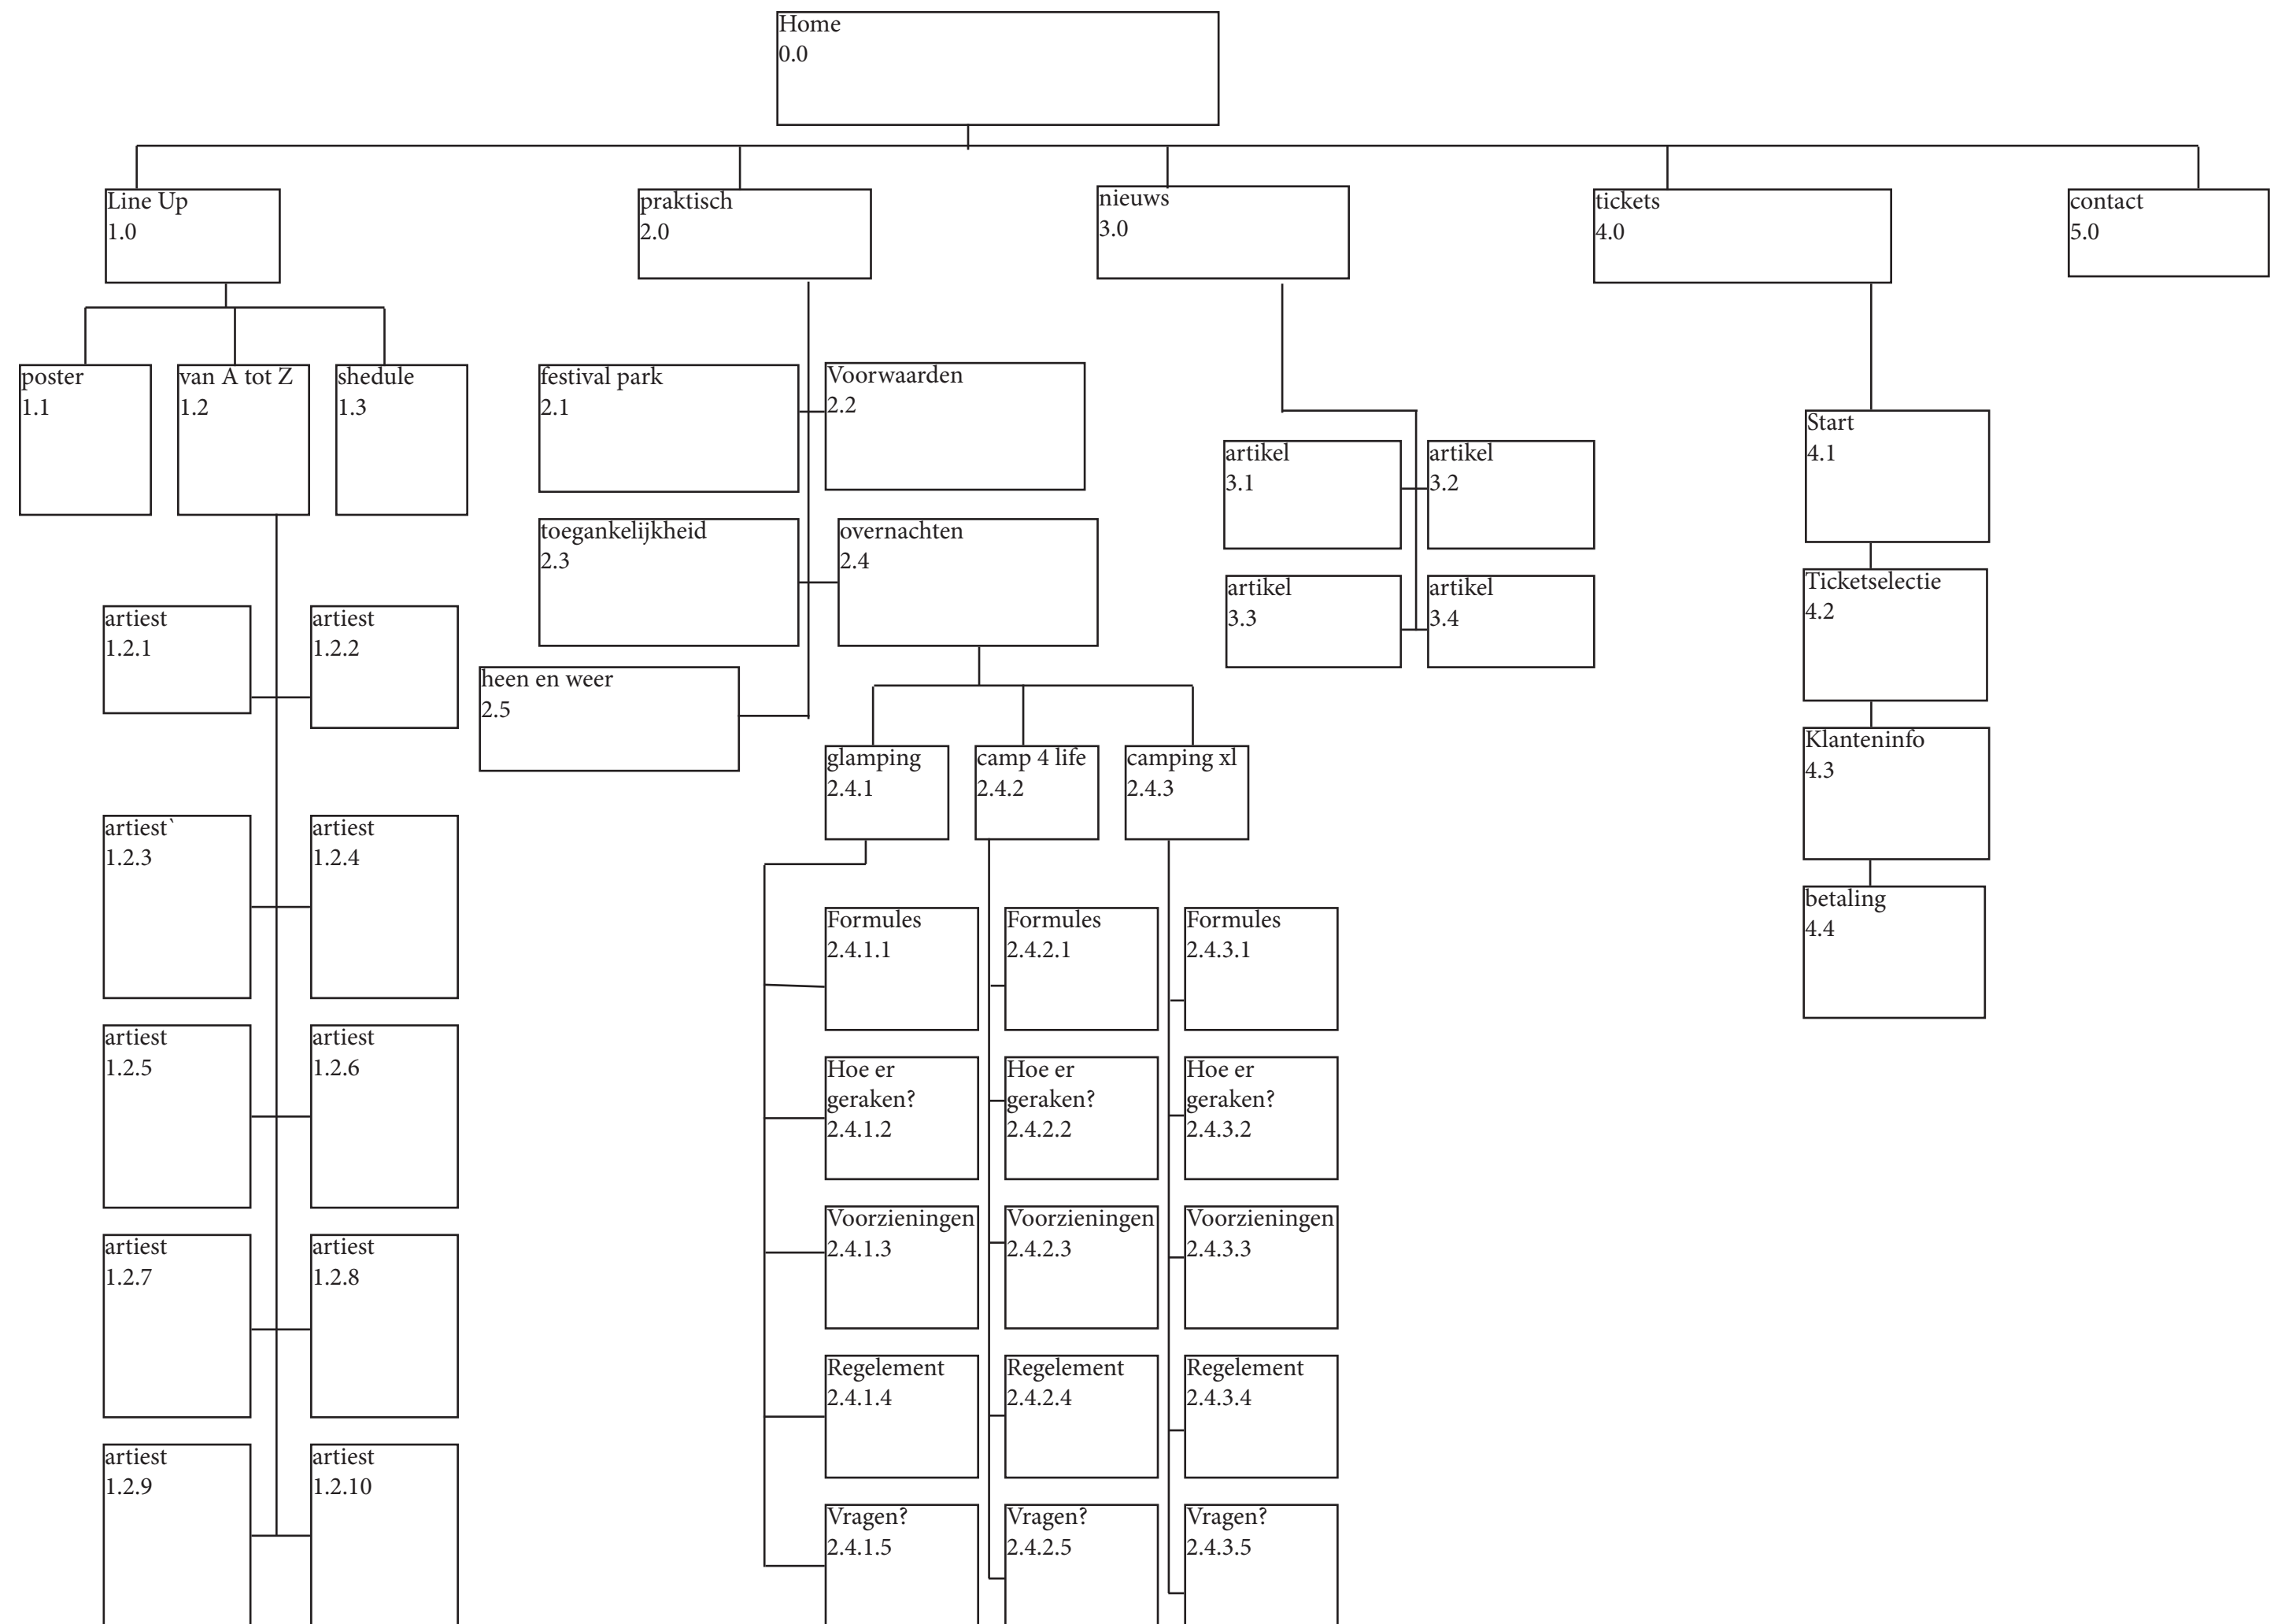 Home
0.0
Line Up
1.0
praktisch
2.0
nieuws
3.0
tickets
4.0
contact
5.0
poster
1.1
van A tot Z
1.2
shedule
1.3
festival park
2.1
Voorwaarden
2.2
toegankelijkheid
2.3
overnachten
2.4
heen en weer
2.5
artikel
3.1
artikel
3.2
artikel
3.3
artikel
3.4
Start
4.1
Ticketselectie
4.2
Klanteninfo
4.3
betaling
4.4
artiest
1.2.1
artiest
1.2.2
artiest`
1.2.3
artiest
1.2.4
artiest
1.2.5
artiest
1.2.6
artiest
1.2.7
artiest
1.2.8
artiest
1.2.9
artiest
1.2.10
glamping
2.4.1
camp 4 life
2.4.2
camping xl
2.4.3
Formules
2.4.1.1
Formules
2.4.2.1
Formules
2.4.3.1
Hoe er
geraken?
2.4.1.2
Hoe er
geraken?
2.4.2.2
Hoe er
geraken?
2.4.3.2
Voorzieningen
2.4.1.3
Voorzieningen
2.4.2.3
Voorzieningen
2.4.3.3
Regelement
2.4.1.4
Regelement
2.4.2.4
Regelement
2.4.3.4
Vragen?
2.4.1.5
Vragen?
2.4.2.5
Vragen?
2.4.3.5